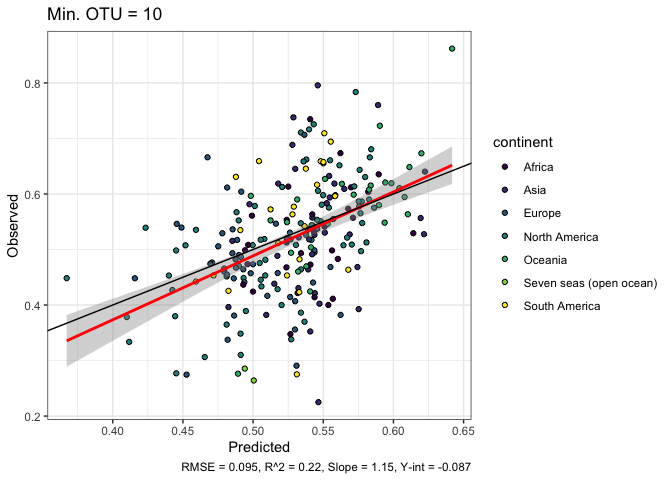 Min. OTU = 10
Observed
0.8
0.6
0.4
0.2
0.40 0.45 0.50 0.55 0.60 0.65
Predicted
RMSE = 0.095, R^2 = 0.22, Slope = 1.15, Y-int = -0.087
continent
Africa
Asia
Europe
North America
Oceania
Seven seas (open ocean)
South America